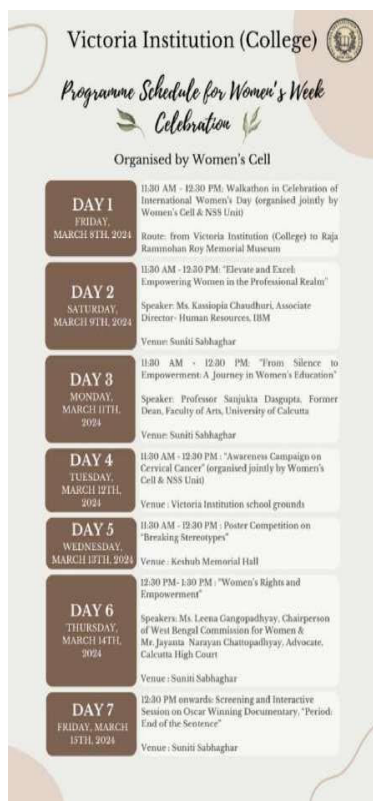 Victoria Institution (College)
Programme Schedule for Women's Week
Celebration
Organised by Women's Cell
DAY 1
FRIDAY,
MARCH 8TH, 2024
11:30 AM - 12:30 PM: Walkathon in Celebration of
International Women's Day (organised jointly by
Women's Cell & NSS Unit)
Route: from Victoria Institution (College) to Raja
Rammohan Roy Memorial Museum
DAY 2
SATURDAY,
MARCH 9TH, 2024
11:30 AM - 12:30 PM: "Elevate and Excel:
Empowering Women in the Professional Realm"
Speaker: Ms. Kassiopia Chaudhuri, Associate
Director- Human Resources, IBM
Venue: Suniti Sabhaghar
DAY 3
MONDAY,
MARCH 11TH,
2024
11:30 AM - 12:30 PM: "From Silence to
Empowerment: A Journey in Women's Education"
Speaker: Professor Sanjukta Dasgupta, Former
Dean, Faculty of Arts, University of Calcutta
Venue: Suniti Sabhaghar
DAY 4
TUESDAY,
MARCH 12TH,
2024
11:30 AM - 12:30 PM : "Awareness Campaign on
Cervical Cancer" (organised jointly by Women's
Cell & NSS Unit)
Venue : Victoria Institution school grounds
DAY 5
WEDNESDAY,
MARCH 13TH, 2024
11:30 AM - 12:30 PM : Poster Competition on
"Breaking Stereotypes"
Venue : Keshub Memorial Hall
DAY 6
THURSDAY,
MARCH 14TH,
2024
12:30 PM- 1:30 PM : "Women's Rights and
Empowerment"
Speakers: Ms. Leena Gangopadhyay, Chairperson
of West Bengal Commission for Women &
Mr. Jayanta Narayan Chattopadhyay, Advocate,
Calcutta High Court
Venue : Suniti Sabhaghar
DAY 7
FRIDAY, MARCH
15TH, 2024
12:30 PM onwards: Screening and Interactive
Session on Oscar Winning Documentary, "Period:
End of the Sentence"
Venue : Suniti Sabhaghar